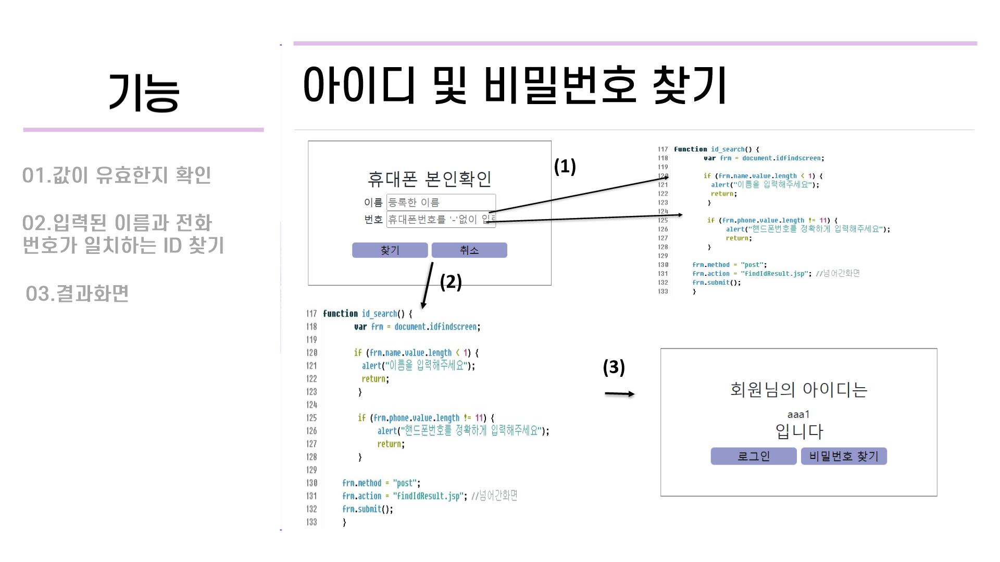 기능
01.값이 유효한지 확인
02.입력된 이름과 전화
번호가 일치하는 ID 찾기
03.결과화면
아이디 및 비밀번호 찾기
휴대폰 본인확인
이름 등록한 이름
번호 휴대폰번호를 '-'없이 입력
찾기 취소
(1)
117 function id_search() {
118 var frm = document.idfindscreen;
119
120 if (frm.name.value.length < 1) {
121 alert("이름을 입력해주세요");
122 return;
123 }
124
125 if (frm.phone.value.length != 11) {
126 alert("핸드폰번호를 정확하게 입력해주세요");
127 return;
128 }
129
130 frm.method = "post";
131 frm.action = "findIdResult.jsp"; //넘어간화면
132 frm.submit();
133 }
(2)
117 function id_search() {
118 var frm = document.idfindscreen;
119
120 if (frm.name.value.length < 1) {
121 alert("이름을 입력해주세요");
122 return;
123 }
124
125 if (frm.phone.value.length != 11) {
126 alert("핸드폰번호를 정확하게 입력해주세요");
127 return;
128 }
129
130 frm.method = "post";
131 frm.action = "findIdResult.jsp"; //넘어간화면
132 frm.submit();
133 }
(3)
회원님의 아이디는
aaa1
입니다
로그인 비밀번호 찾기